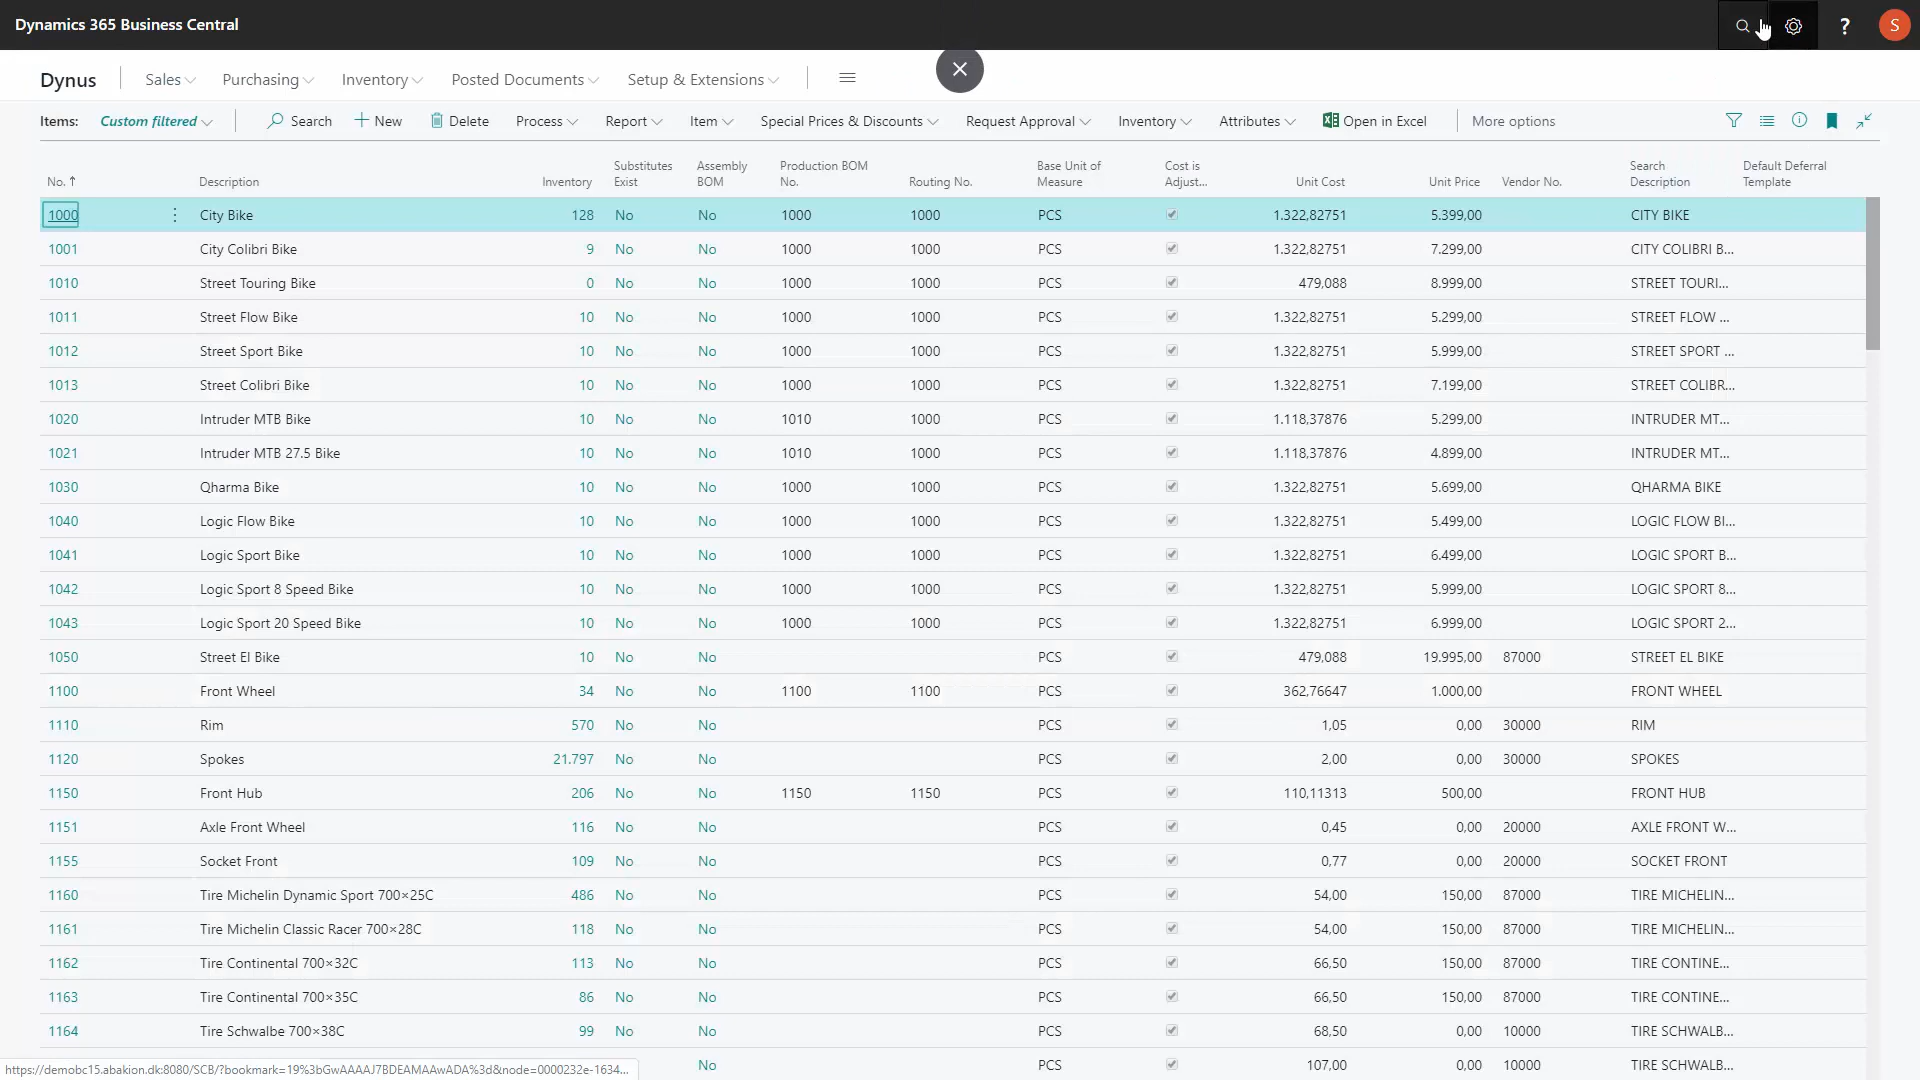 Dynamics 365 Business Central
S
Dynus Sales Purchasing Inventory Posted Documents Setup & Extensions
Items: Custom filtered Search New Delete Process Report Item Special Prices & Discounts Request Approval Inventory Attributes Open in Excel More options
No. ↑ Description Inventory Substitutes Exist Assembly BOM Production BOM No. Routing No. Base Unit of Measure Cost is Adjust... Unit Cost Unit Price Vendor No. Search Description Default Deferral Template
1000 City Bike 128 No No 1000 1000 PCS 1.322,82751 5.399,00 CITY BIKE
1001 City Colibri Bike 9 No No 1000 1000 PCS 1.322,82751 7.299,00 CITY COLIBRI B...
1010 Street Touring Bike 0 No No 1000 1000 PCS 479,088 8.999,00 STREET TOURI...
1011 Street Flow Bike 10 No No 1000 1000 PCS 1.322,82751 5.299,00 STREET FLOW ...
1012 Street Sport Bike 10 No No 1000 1000 PCS 1.322,82751 5.999,00 STREET SPORT ...
1013 Street Colibri Bike 10 No No 1000 1000 PCS 1.322,82751 7.199,00 STREET COLIBR...
1020 Intruder MTB Bike 10 No No 1010 1000 PCS 1.118,37876 5.299,00 INTRUDER MT...
1021 Intruder MTB 27.5 Bike 10 No No 1010 1000 PCS 1.118,37876 4.899,00 INTRUDER MT...
1030 Qharma Bike 10 No No 1000 1000 PCS 1.322,82751 5.699,00 QHARMA BIKE
1040 Logic Flow Bike 10 No No 1000 1000 PCS 1.322,82751 5.499,00 LOGIC FLOW BI...
1041 Logic Sport Bike 10 No No 1000 1000 PCS 1.322,82751 6.499,00 LOGIC SPORT B...
1042 Logic Sport 8 Speed Bike 10 No No 1000 1000 PCS 1.322,82751 5.999,00 LOGIC SPORT 8...
1043 Logic Sport 20 Speed Bike 10 No No 1000 1000 PCS 1.322,82751 6.999,00 LOGIC SPORT 2...
1050 Street El Bike 10 No No PCS 479,088 19.995,00 87000 STREET EL BIKE
1100 Front Wheel 34 No No 1100 1100 PCS 362,76647 1.000,00 FRONT WHEEL
1110 Rim 570 No No PCS 1,05 0,00 30000 RIM
1120 Spokes 21.797 No No PCS 2,00 0,00 30000 SPOKES
1150 Front Hub 206 No No 1150 1150 PCS 110,11313 500,00 FRONT HUB
1151 Axle Front Wheel 116 No No PCS 0,45 0,00 20000 AXLE FRONT W...
1155 Socket Front 109 No No PCS 0,77 0,00 20000 SOCKET FRONT
1160 Tire Michelin Dynamic Sport 700×25C 486 No No PCS 54,00 150,00 87000 TIRE MICHELIN...
1161 Tire Michelin Classic Racer 700×28C 118 No No PCS 54,00 150,00 87000 TIRE MICHELIN...
1162 Tire Continental 700×32C 113 No No PCS 66,50 150,00 87000 TIRE CONTINE...
1163 Tire Continental 700×35C 86 No No PCS 66,50 150,00 87000 TIRE CONTINE...
1164 Tire Schwalbe 700×38C 99 No No PCS 68,50 0,00 10000 TIRE SCHWALB...
No PCS 107,00 0,00 10000 TIRE SCHWALB...
https://demobc15.abakion.dk:8080/SCB/?bookmark=19%3bGwAAAAJ7BDEAMAAwADA%3d&node=0000232e-1634...